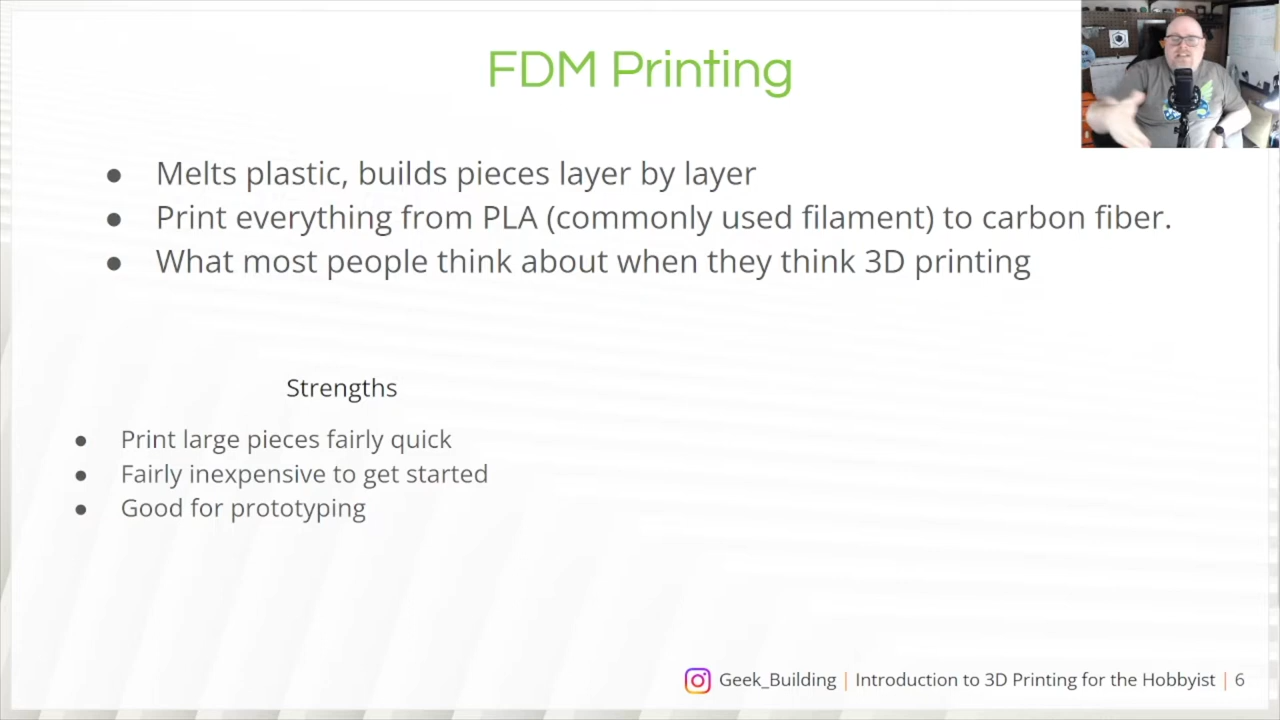 FDM Printing
● Melts plastic, builds pieces layer by layer
● Print everything from PLA (commonly used filament) to carbon fiber.
● What most people think about when they think 3D printing
Strengths
● Print large pieces fairly quick
● Fairly inexpensive to get started
● Good for prototyping
Geek_Building | Introduction to 3D Printing for the Hobbyist | 6